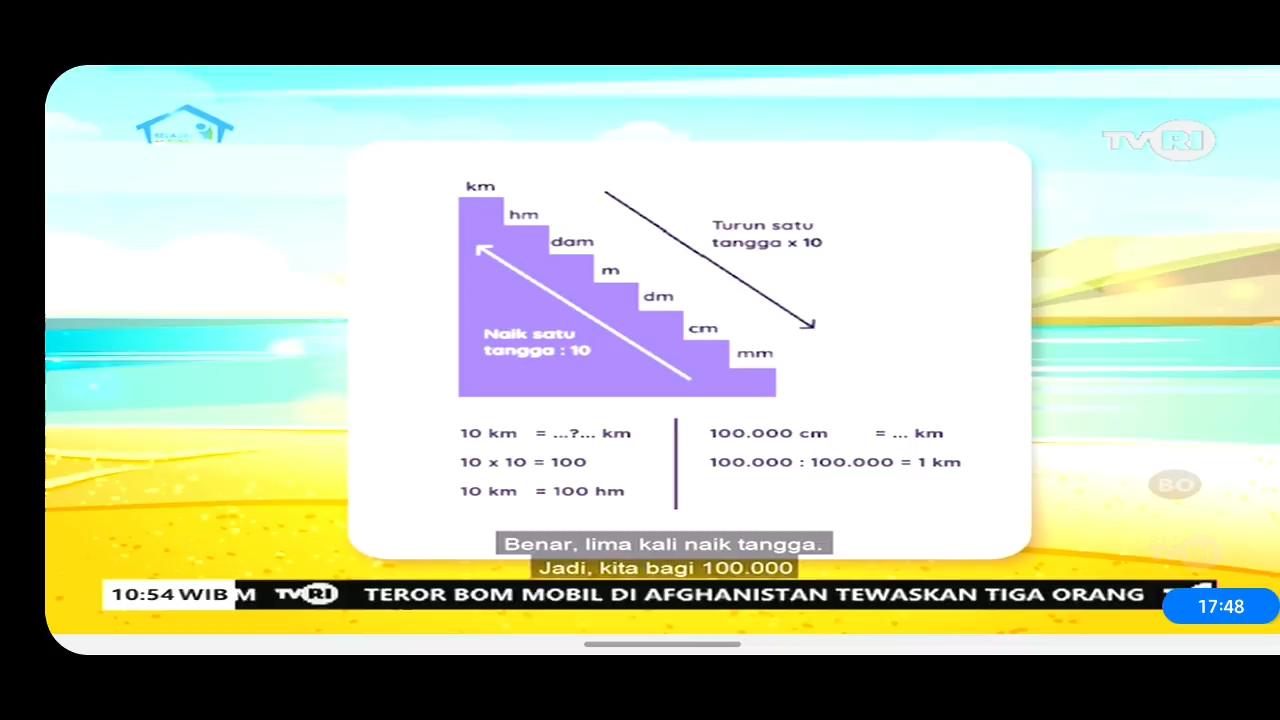 TVRI
km
hm
dam
m
dm
cm
mm
Turun satu
tangga x 10
Naik satu
tangga : 10
10 km = ...?... km
10 x 10 = 100
10 km = 100 hm
100.000 cm = ... km
100.000 : 100.000 = 1 km
BO
Benar, lima kali naik tangga.
Jadi, kita bagi 100.000
10:54 WIB M TVRI TEROR BOM MOBIL DI AFGHANISTAN TEWASKAN TIGA ORANG
17:48